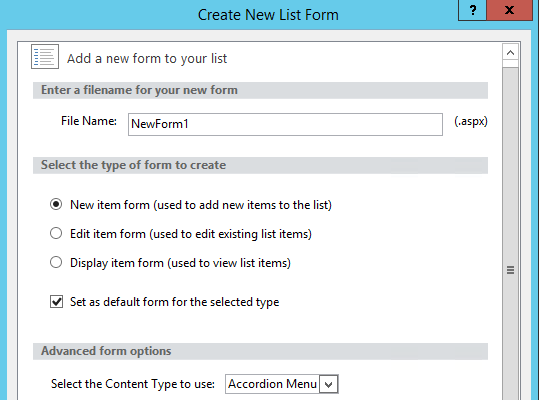 Create New List Form
? x
Add a new form to your list
Enter a filename for your new form
File Name: NewForm1 (.aspx)
Select the type of form to create
New item form (used to add new items to the list)
Edit item form (used to edit existing list items)
Display item form (used to view list items)
Set as default form for the selected type
Advanced form options
Select the Content Type to use: Accordion Menu